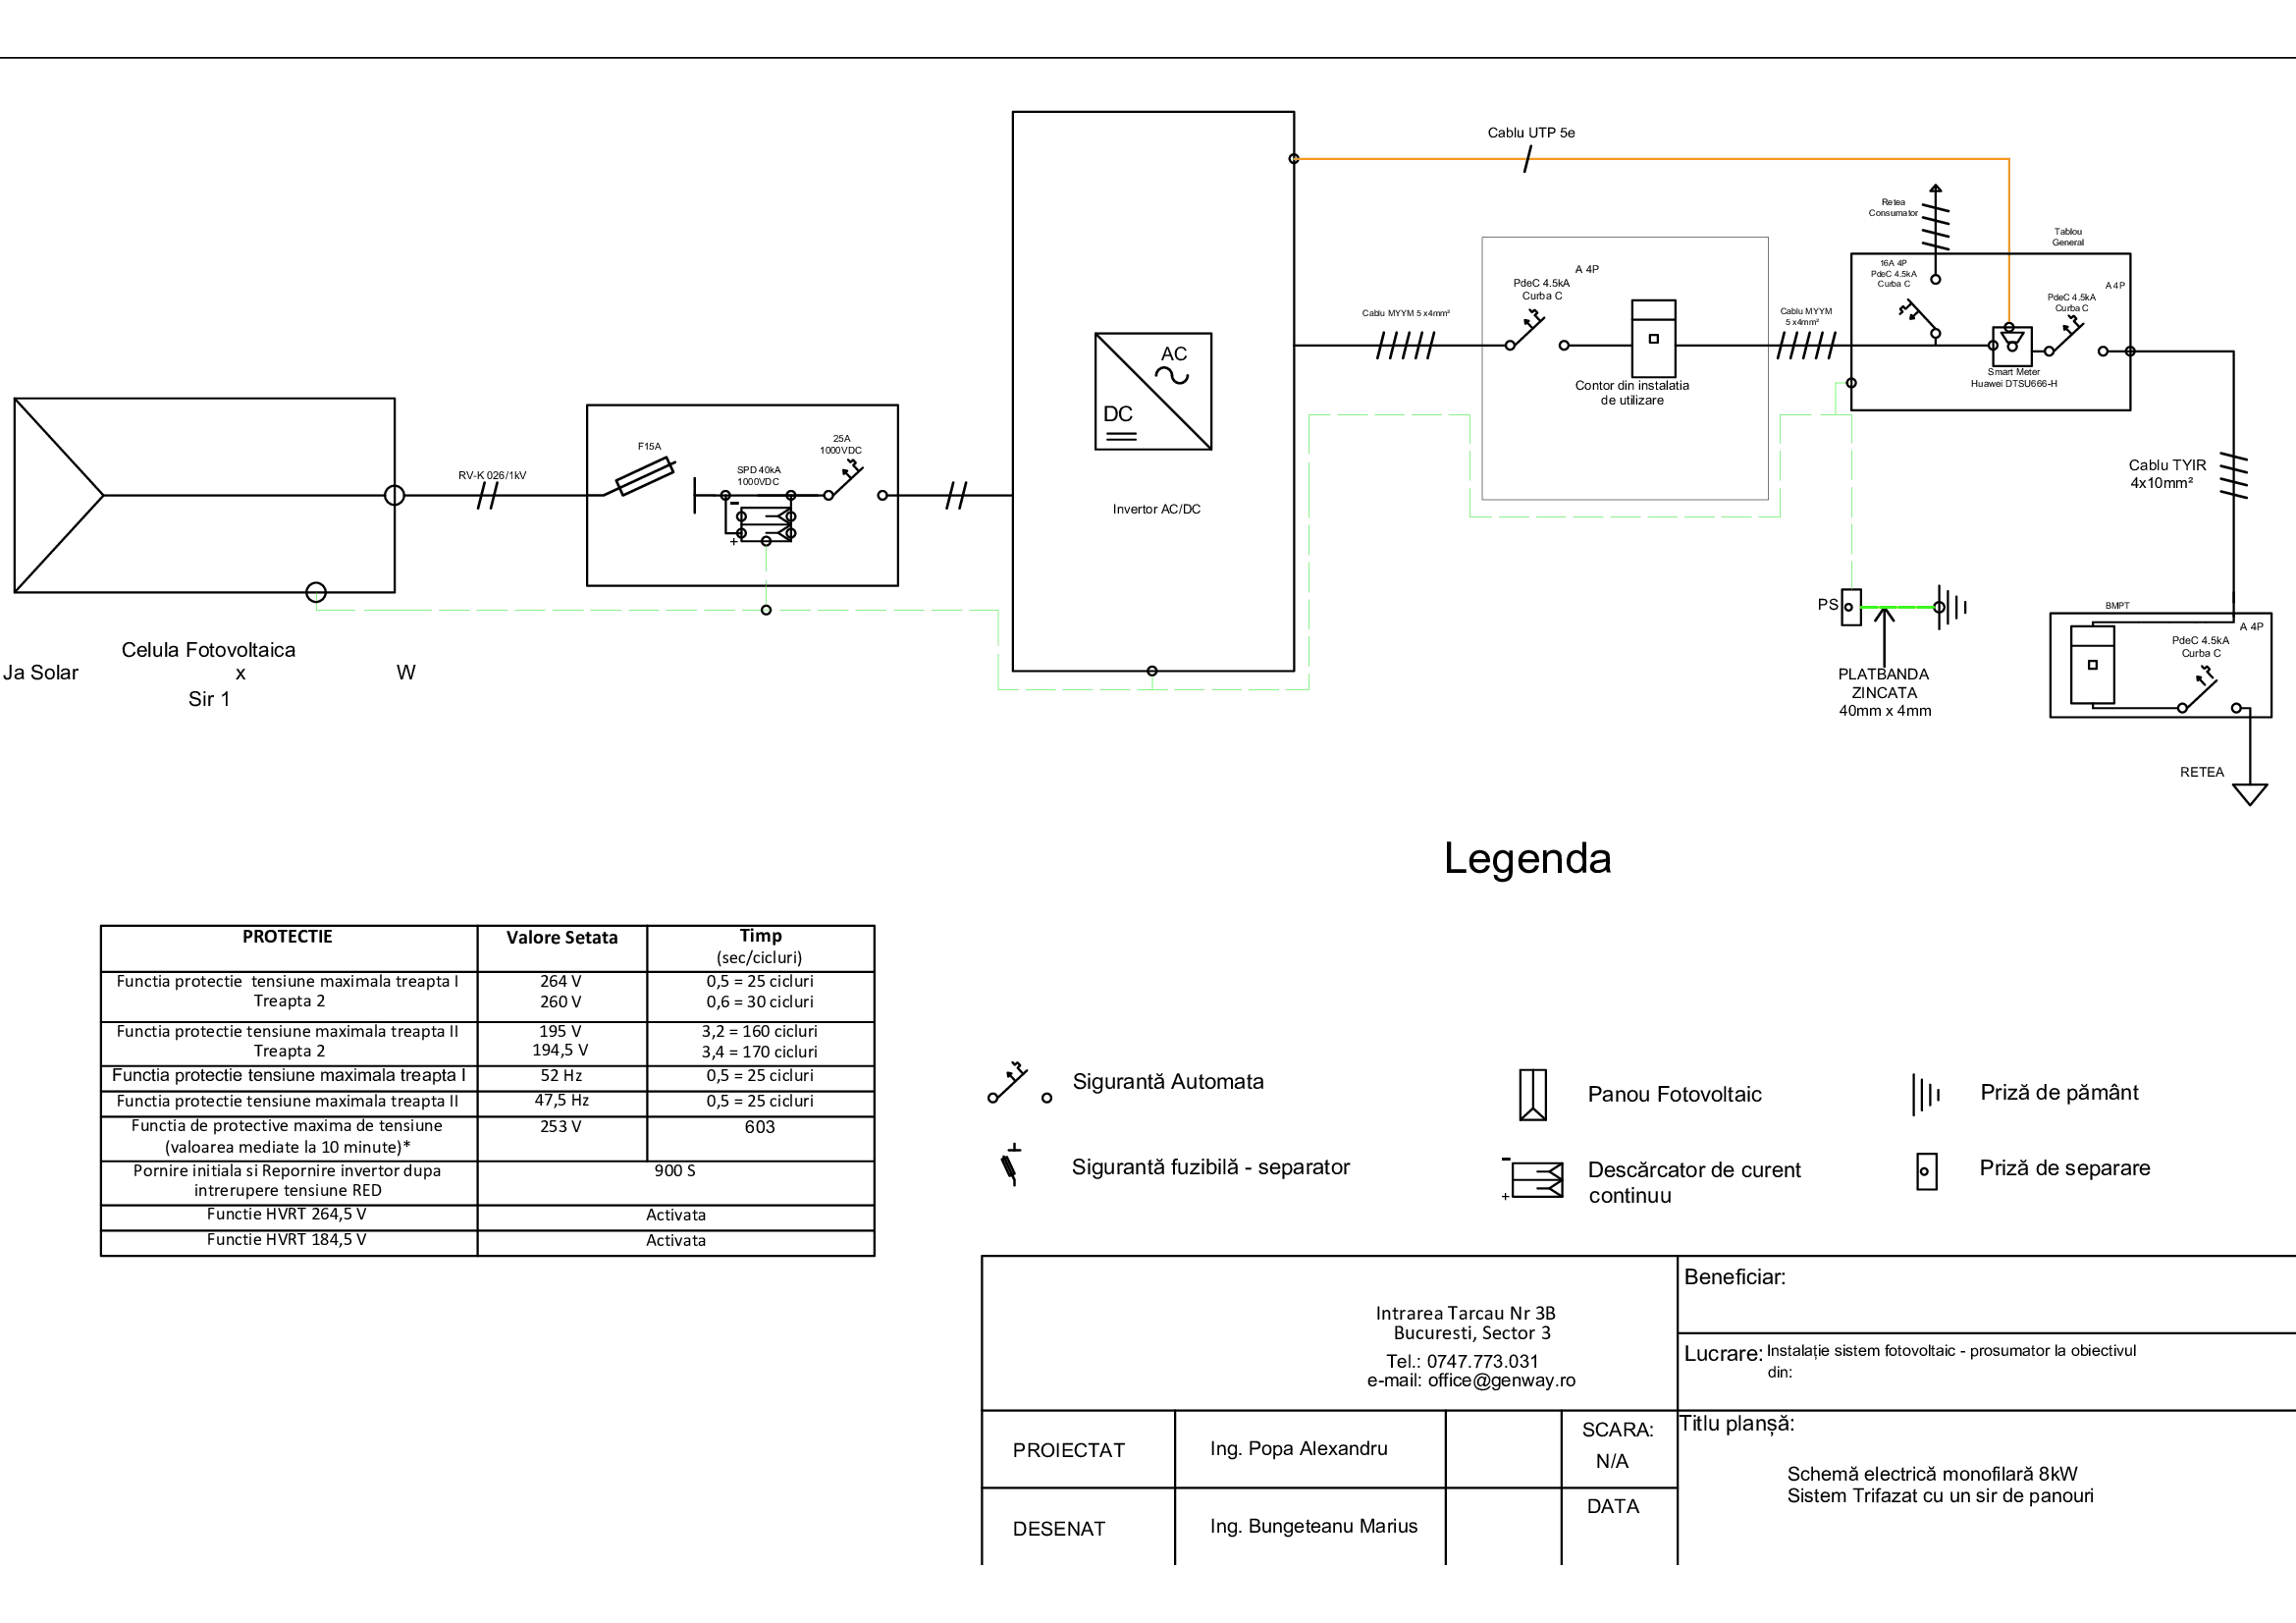 Cablu UTP 5e
Retea
Consumator
Tablou
General
16A 4P
PdeC 4.5kA
Curba C
A 4P
PdeC 4.5kA
Curba C
A 4P
PdeC 4.5kA
Curba C
Cablu MYYM 5 x4mm²
Cablu MYYM
5 x4mm²
Smart Meter
Huawei DTSU666-H
Contor din instalatia
de utilizare
AC
DC
Invertor AC/DC
F15A
25A
1000VDC
SPD 40kA
1000VDC
-
+
RV-K 026/1kV
Cablu TYIR
4x10mm²
PS
BMPT
A 4P
PdeC 4.5kA
Curba C
PLATBANDA
ZINCATA
40mm x 4mm
RETEA
Celula Fotovoltaica
Ja Solar x W
Sir 1
Legenda
PROTECTIE Valore Setata Timp
(sec/cicluri)
Functia protectie tensiune maximala treapta I 264 V 0,5 = 25 cicluri
Treapta 2 260 V 0,6 = 30 cicluri
Functia protectie tensiune maximala treapta II 195 V 3,2 = 160 cicluri
Treapta 2 194,5 V 3,4 = 170 cicluri
Functia protectie tensiune maximala treapta I 52 Hz 0,5 = 25 cicluri
Functia protectie tensiune maximala treapta II 47,5 Hz 0,5 = 25 cicluri
Functia de protective maxima de tensiune 253 V 603
(valoarea mediate la 10 minute)*
Pornire initiala si Repornire invertor dupa 900 S
intrerupere tensiune RED
Functie HVRT 264,5 V Activata
Functie HVRT 184,5 V Activata
Sigurantă Automata
Panou Fotovoltaic
Priză de pământ
Sigurantă fuzibilă - separator
-
+
Descărcator de curent
continuu
Priză de separare
Intrarea Tarcau Nr 3B
Bucuresti, Sector 3
Tel.: 0747.773.031
e-mail: office@genway.ro
Beneficiar:
Lucrare: Instalație sistem fotovoltaic - prosumator la obiectivul
din:
PROIECTAT Ing. Popa Alexandru
SCARA:
N/A
DESENAT Ing. Bungeteanu Marius
DATA
Titlu planșă:
Schemă electrică monofilară 8kW
Sistem Trifazat cu un sir de panouri